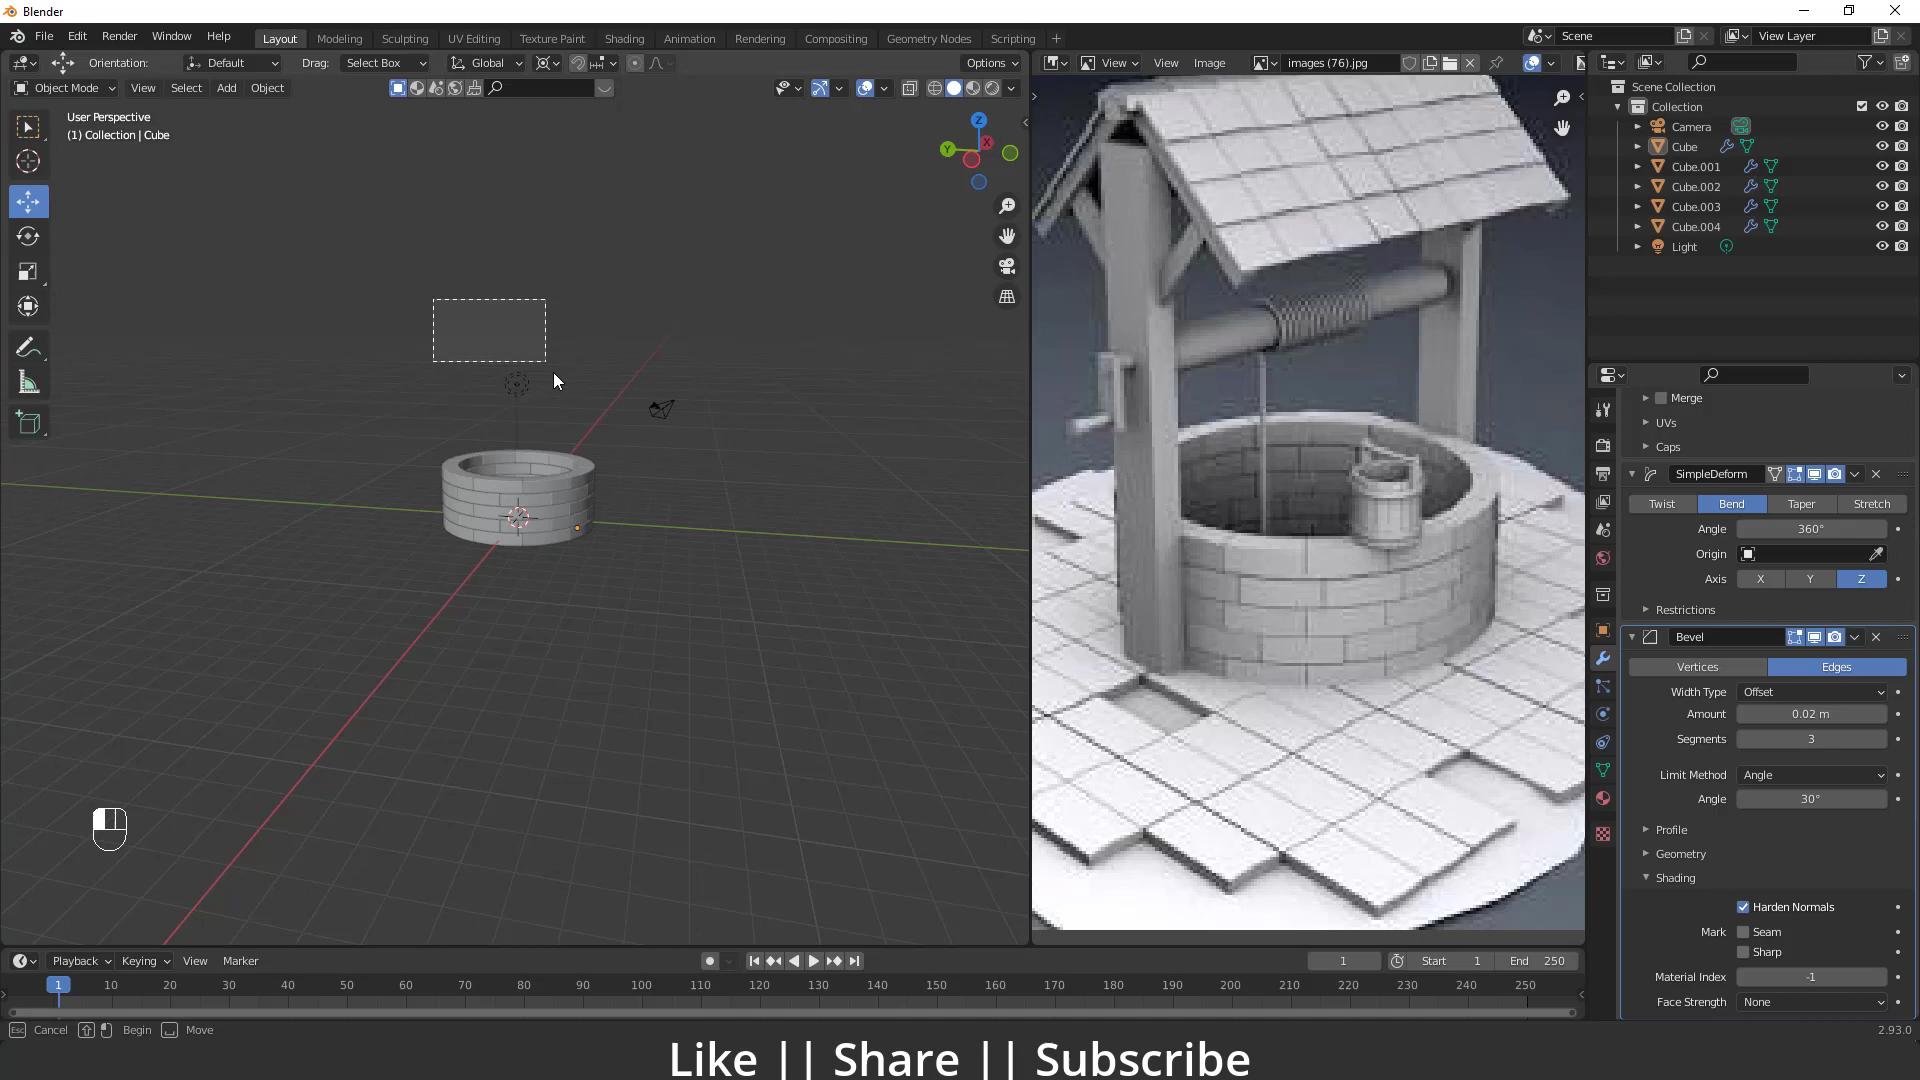 Blender
File Edit Render Window Help
Layout Modeling Sculpting UV Editing Texture Paint Shading Animation Rendering Compositing Geometry Nodes Scripting +
Scene
View Layer
Orientation: Default Drag: Select Box Global Options
View View Image images (76).jpg
Object Mode View Select Add Object
User Perspective
(1) Collection | Cube
Z
X
Y
Scene Collection
Collection
Camera
Cube
Cube.001
Cube.002
Cube.003
Cube.004
Light
Merge
UVs
Caps
SimpleDeform
Twist Bend Taper Stretch
Angle 360°
Origin
Axis X Y Z
Restrictions
Bevel
Vertices Edges
Width Type Offset
Amount 0.02 m
Segments 3
Limit Method Angle
Angle 30°
Profile
Geometry
Shading
Harden Normals
Mark Seam
Sharp
Material Index -1
Face Strength None
Playback Keying View Marker
1 Start 1 End 250
1 10 20 30 40 50 60 70 80 90 100 110 120 130 140 150 160 170 180 190 200 210 220 230 240 250
Esc Cancel Begin Move
2.93.0
Like || Share || Subscribe